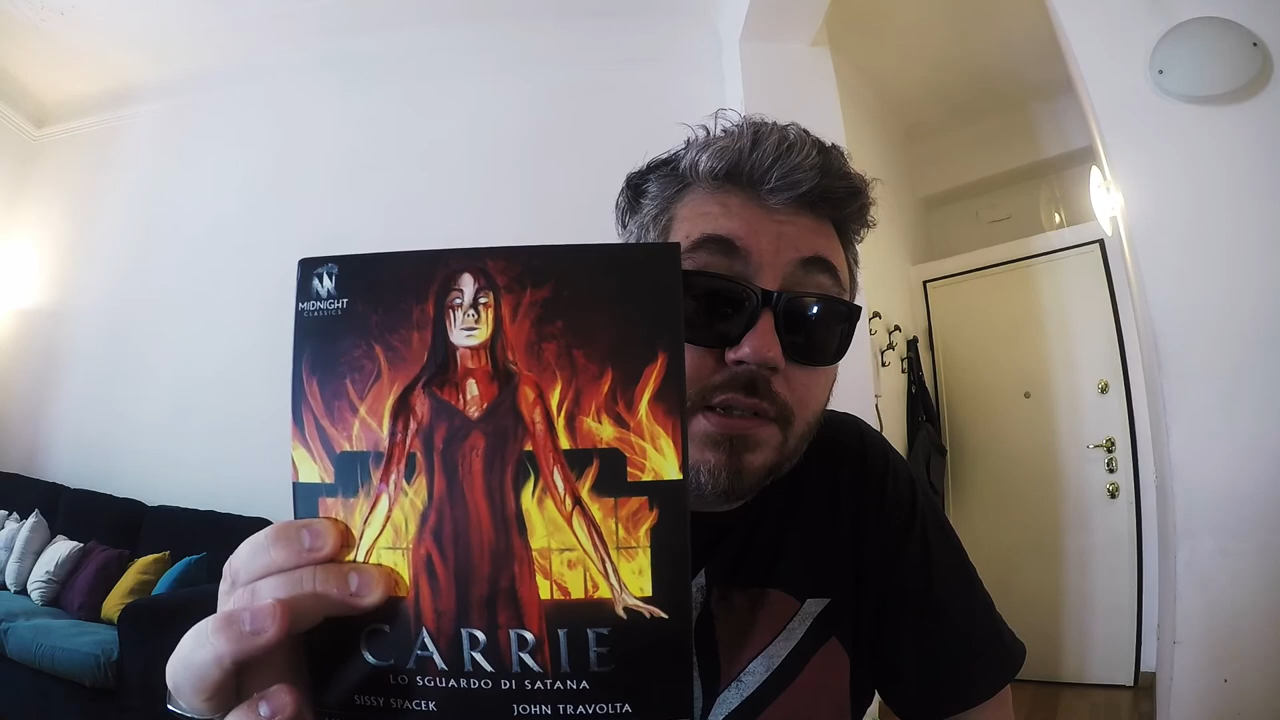 MIDNIGHT
CLASSICS
CARRIE
LO SGUARDO DI SATANA
SISSY SPACEK
JOHN TRAVOLTA